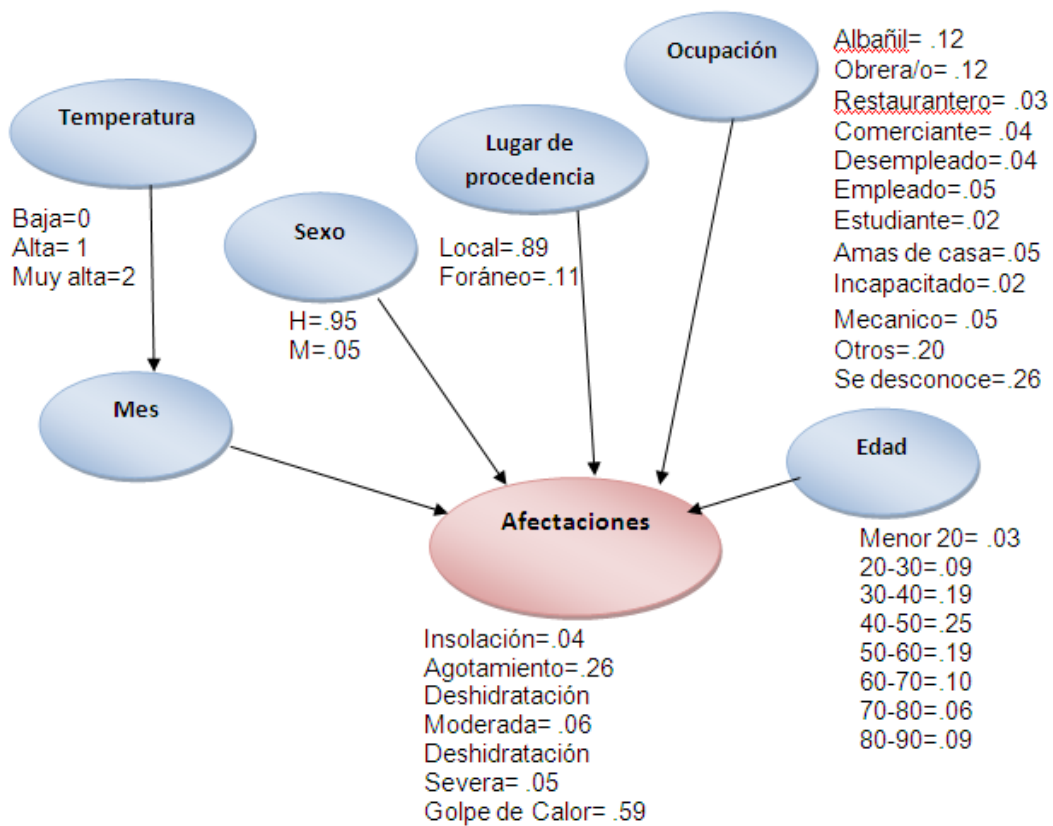 Temperatura
Baja=0
Alta= 1
Muy alta=2
Sexo
H=.95
M=.05
Lugar de
procedencia
Local=.89
Foráneo=.11
Ocupación
Albañil= .12
Obrera/o= .12
Restaurantero= .03
Comerciante= .04
Desempleado=.04
Empleado=.05
Estudiante=.02
Amas de casa=.05
Incapacitado=.02
Mecanico= .05
Otros=.20
Se desconoce=.26
Mes
Edad
Menor 20= .03
20-30=.09
30-40=.19
40-50=.25
50-60=.19
60-70=.10
70-80=.06
80-90=.09
Afectaciones
Insolación=.04
Agotamiento=.26
Deshidratación
Moderada= .06
Deshidratación
Severa= .05
Golpe de Calor= .59